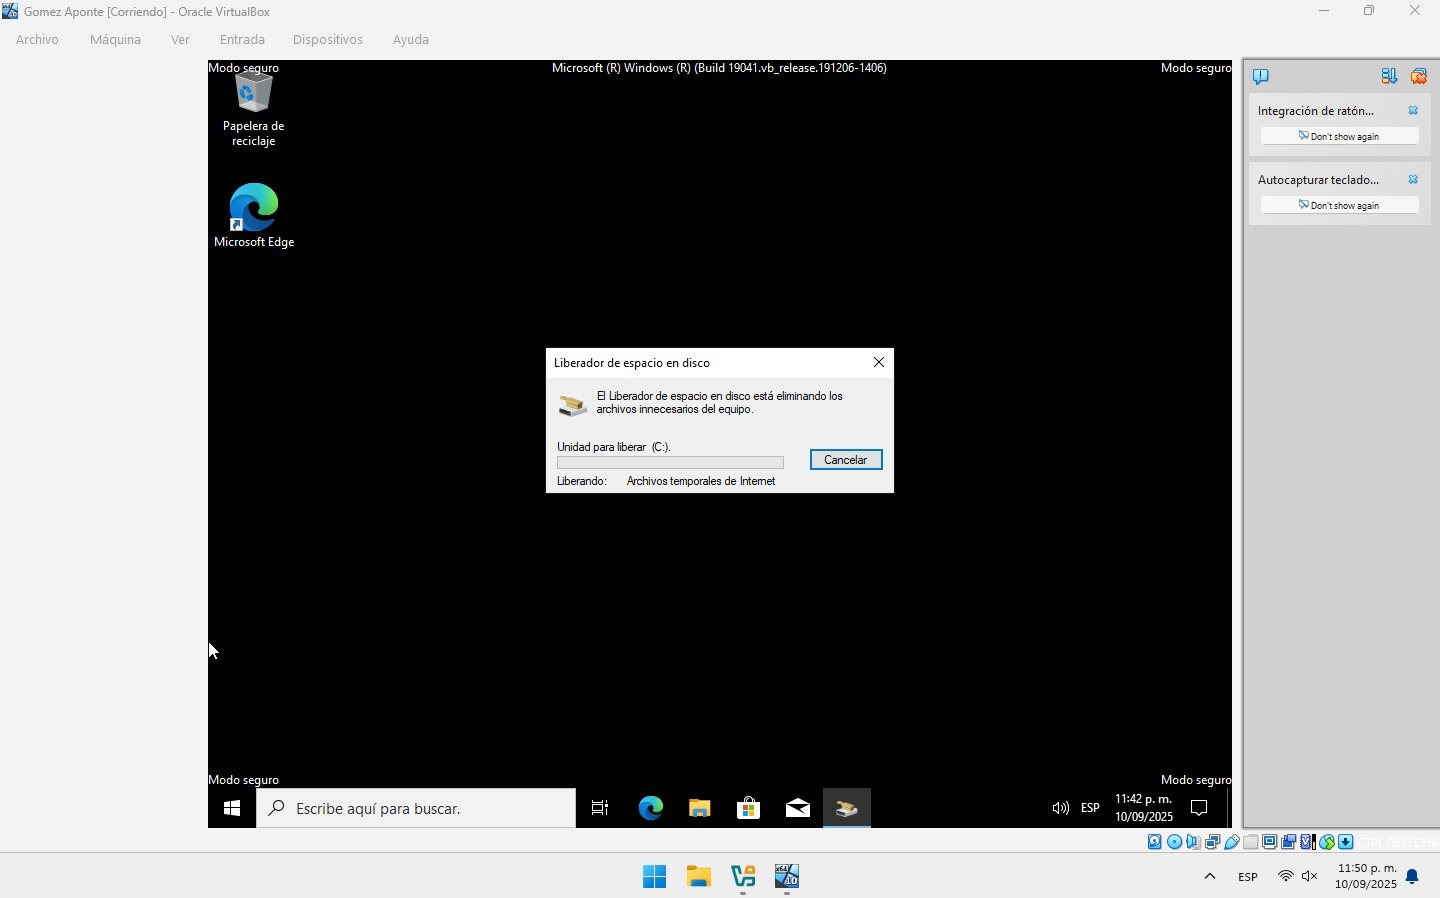 Gomez Aponte [Corriendo] - Oracle VirtualBox
Archivo Máquina Ver Entrada Dispositivos Ayuda
Modo seguro Microsoft (R) Windows (R) (Build 19041.vb_release.191206-1406) Modo seguro
Papelera de
reciclaje
Microsoft Edge
Integración de ratón...
Don't show again
Autocapturar teclado...
Don't show again
Liberador de espacio en disco
El Liberador de espacio en disco está eliminando los
archivos innecesarios del equipo.
Unidad para liberar (C:).
Cancelar
Liberando: Archivos temporales de Internet
Modo seguro Modo seguro
Escribe aquí para buscar.
ESP
11:42 p. m.
10/09/2025
CTRL DERECHA
x64
10
ESP
11:50 p. m.
10/09/2025